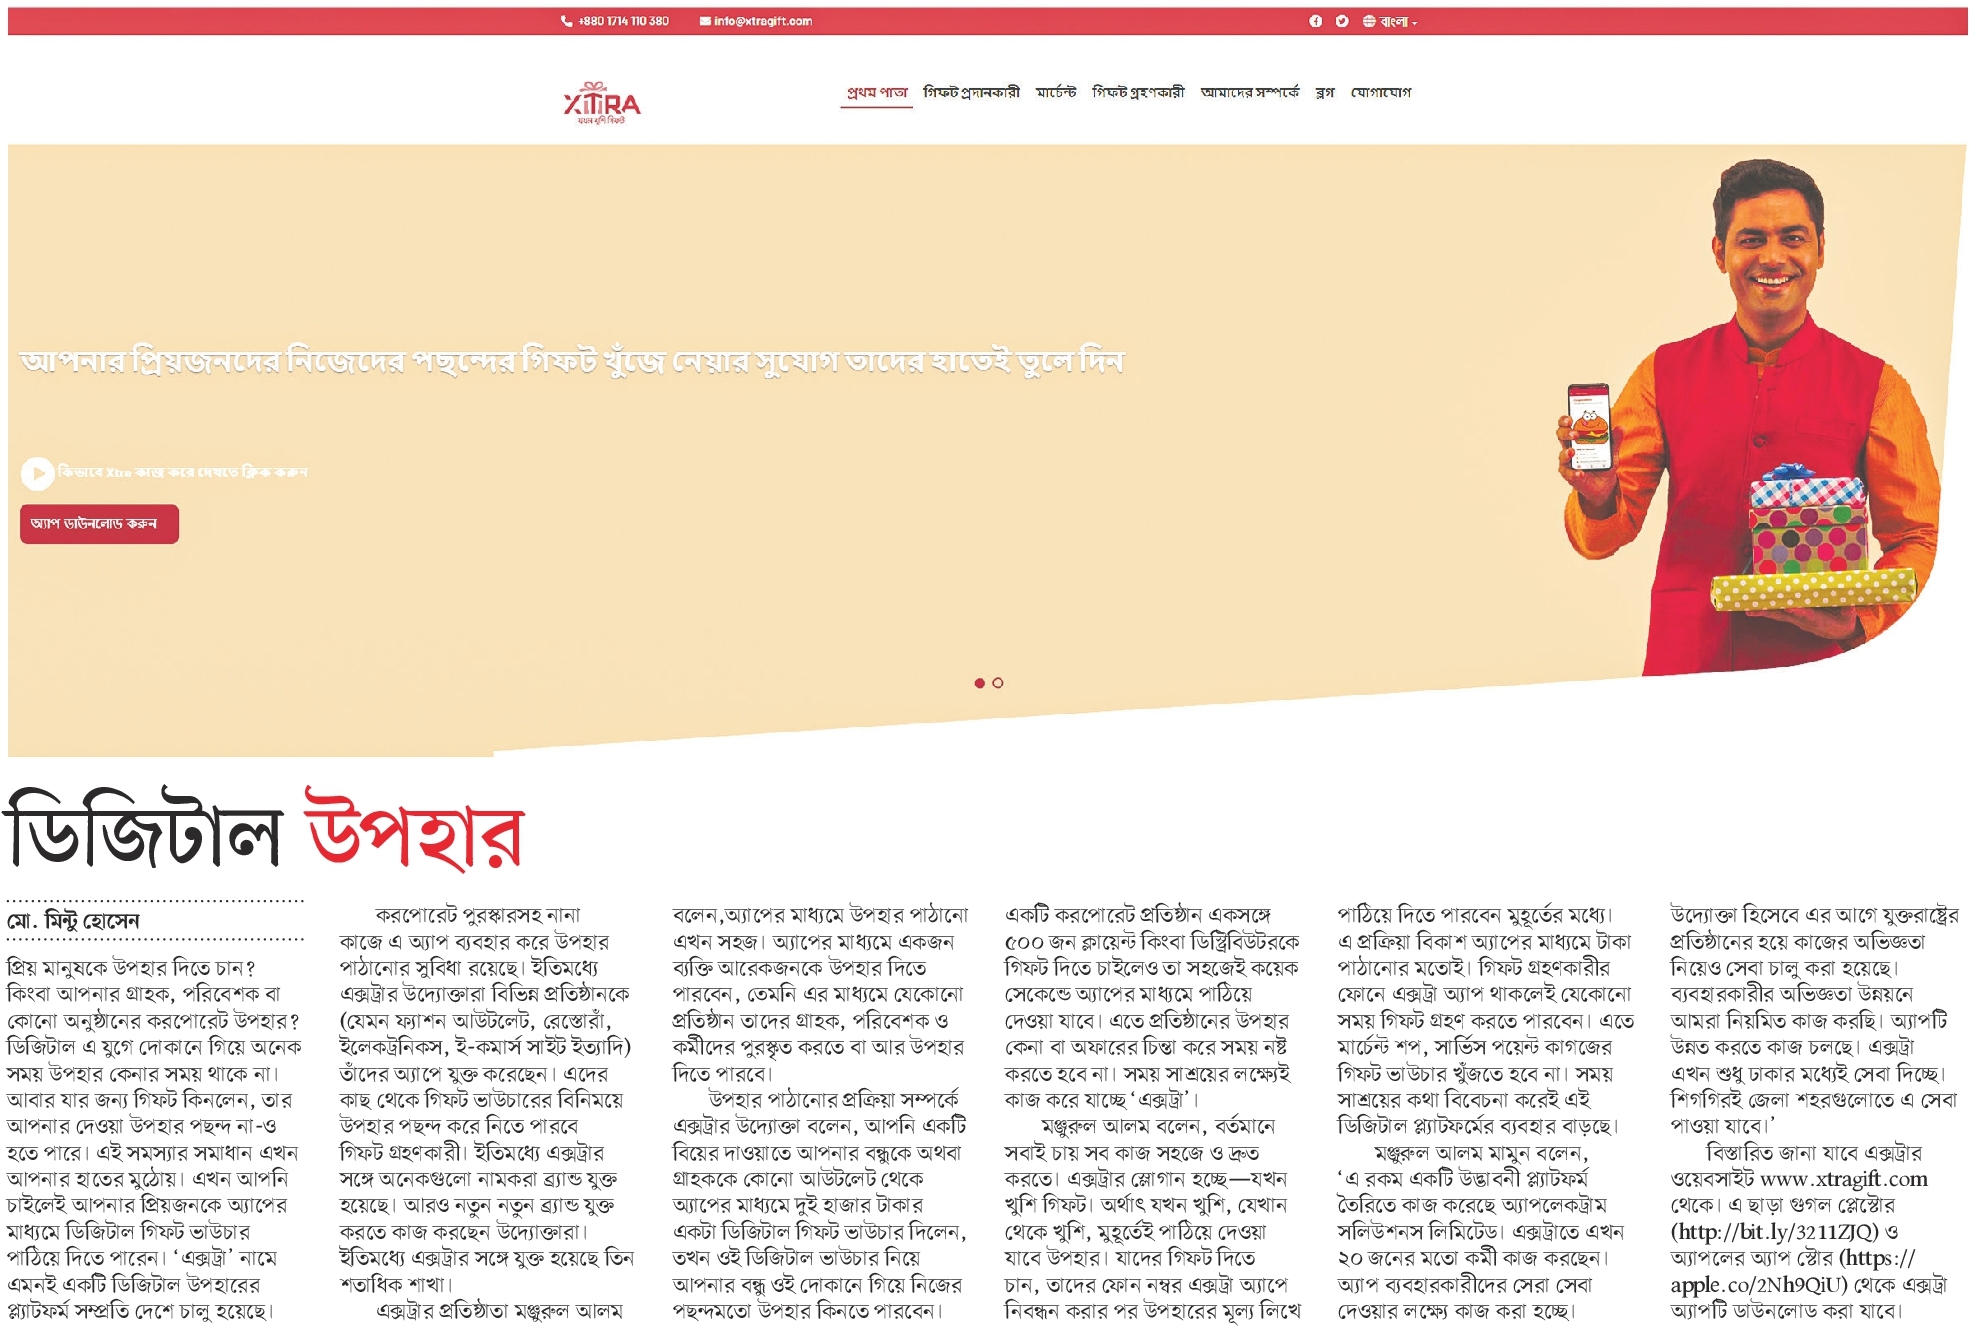 +880 1714 110 380 info@xtragift.com বাংলা
XTRA
যখন খুশি গিফট
প্রথম পাতা গিফট প্রদানকারী মার্চেন্ট গিফট গ্রহণকারী আমাদের সম্পর্কে ব্লগ যোগাযোগ
আপনার প্রিয়জনদের নিজেদের পছন্দের গিফট খুঁজে নেয়ার সুযোগ তাদের হাতেই তুলে দিন
কিভাবে Xtra কাজ করে দেখতে ক্লিক করুন
অ্যাপ ডাউনলোড করুন
ডিজিটাল উপহার
মো. মিন্টু হোসেন
প্রিয় মানুষকে উপহার দিতে চান?
কিংবা আপনার গ্রাহক, পরিবেশক বা
কোনো অনুষ্ঠানের করপোরেট উপহার?
ডিজিটাল এ যুগে দোকানে গিয়ে অনেক
সময় উপহার কেনার সময় থাকে না।
আবার যার জন্য গিফট কিনলেন, তার
আপনার দেওয়া উপহার পছন্দ না-ও
হতে পারে। এই সমস্যার সমাধান এখন
আপনার হাতের মুঠোয়। এখন আপনি
চাইলেই আপনার প্রিয়জনকে অ্যাপের
মাধ্যমে ডিজিটাল গিফট ভাউচার
পাঠিয়ে দিতে পারেন। ‘এক্সট্রা’ নামে
এমনই একটি ডিজিটাল উপহারের
প্ল্যাটফর্ম সম্প্রতি দেশে চালু হয়েছে।
করপোরেট পুরস্কারসহ নানা
কাজে এ অ্যাপ ব্যবহার করে উপহার
পাঠানোর সুবিধা রয়েছে। ইতিমধ্যে
এক্সট্রার উদ্যোক্তারা বিভিন্ন প্রতিষ্ঠানকে
(যেমন ফ্যাশন আউটলেট, রেস্তোরাঁ,
ইলেকট্রনিকস, ই-কমার্স সাইট ইত্যাদি)
তাঁদের অ্যাপে যুক্ত করেছেন। এদের
কাছ থেকে গিফট ভাউচারের বিনিময়ে
উপহার পছন্দ করে নিতে পারবে
গিফট গ্রহণকারী। ইতিমধ্যে এক্সট্রার
সঙ্গে অনেকগুলো নামকরা ব্র্যান্ড যুক্ত
হয়েছে। আরও নতুন নতুন ব্র্যান্ড যুক্ত
করতে কাজ করছেন উদ্যোক্তারা।
ইতিমধ্যে এক্সট্রার সঙ্গে যুক্ত হয়েছে তিন
শতাধিক শাখা।
এক্সট্রার প্রতিষ্ঠাতা মঞ্জুরুল আলম
বলেন,অ্যাপের মাধ্যমে উপহার পাঠানো
এখন সহজ। অ্যাপের মাধ্যমে একজন
ব্যক্তি আরেকজনকে উপহার দিতে
পারবেন, তেমনি এর মাধ্যমে যেকোনো
প্রতিষ্ঠান তাদের গ্রাহক, পরিবেশক ও
কর্মীদের পুরস্কৃত করতে বা আর উপহার
দিতে পারবে।
উপহার পাঠানোর প্রক্রিয়া সম্পর্কে
এক্সট্রার উদ্যোক্তা বলেন, আপনি একটি
বিয়ের দাওয়াতে আপনার বন্ধুকে অথবা
গ্রাহককে কোনো আউটলেট থেকে
অ্যাপের মাধ্যমে দুই হাজার টাকার
একটা ডিজিটাল গিফট ভাউচার দিলেন,
তখন ওই ডিজিটাল ভাউচার নিয়ে
আপনার বন্ধু ওই দোকানে গিয়ে নিজের
পছন্দমতো উপহার কিনতে পারবেন।
একটি করপোরেট প্রতিষ্ঠান একসঙ্গে
৫০০ জন ক্লায়েন্ট কিংবা ডিস্ট্রিবিউটরকে
গিফট দিতে চাইলেও তা সহজেই কয়েক
সেকেন্ডে অ্যাপের মাধ্যমে পাঠিয়ে
দেওয়া যাবে। এতে প্রতিষ্ঠানের উপহার
কেনা বা অফারের চিন্তা করে সময় নষ্ট
করতে হবে না। সময় সাশ্রয়ের লক্ষ্যেই
কাজ করে যাচ্ছে ‘এক্সট্রা’।
মঞ্জুরুল আলম বলেন, বর্তমানে
সবাই চায় সব কাজ সহজে ও দ্রুত
করতে। এক্সট্রার স্লোগান হচ্ছে—যখন
খুশি গিফট। অর্থাৎ যখন খুশি, যেখান
থেকে খুশি, মুহূর্তেই পাঠিয়ে দেওয়া
যাবে উপহার। যাদের গিফট দিতে
চান, তাদের ফোন নম্বর এক্সট্রা অ্যাপে
নিবন্ধন করার পর উপহারের মূল্য লিখে
পাঠিয়ে দিতে পারবেন মুহূর্তের মধ্যে।
এ প্রক্রিয়া বিকাশ অ্যাপের মাধ্যমে টাকা
পাঠানোর মতোই। গিফট গ্রহণকারীর
ফোনে এক্সট্রা অ্যাপ থাকলেই যেকোনো
সময় গিফট গ্রহণ করতে পারবেন। এতে
মার্চেন্ট শপ, সার্ভিস পয়েন্ট কাগজের
গিফট ভাউচার খুঁজতে হবে না। সময়
সাশ্রয়ের কথা বিবেচনা করেই এই
ডিজিটাল প্ল্যাটফর্মের ব্যবহার বাড়ছে।
মঞ্জুরুল আলম মামুন বলেন,
‘এ রকম একটি উদ্ভাবনী প্ল্যাটফর্ম
তৈরিতে কাজ করেছে অ্যাপলেকট্রাম
সলিউশনস লিমিটেড। এক্সট্রাতে এখন
২০ জনের মতো কর্মী কাজ করছেন।
অ্যাপ ব্যবহারকারীদের সেরা সেবা
দেওয়ার লক্ষ্যে কাজ করা হচ্ছে।
উদ্যোক্তা হিসেবে এর আগে যুক্তরাষ্ট্রের
প্রতিষ্ঠানের হয়ে কাজের অভিজ্ঞতা
নিয়েও সেবা চালু করা হয়েছে।
ব্যবহারকারীর অভিজ্ঞতা উন্নয়নে
আমরা নিয়মিত কাজ করছি। অ্যাপটি
উন্নত করতে কাজ চলছে। এক্সট্রা
এখন শুধু ঢাকার মধ্যেই সেবা দিচ্ছে।
শিগগিরই জেলা শহরগুলোতে এ সেবা
পাওয়া যাবে।’
বিস্তারিত জানা যাবে এক্সট্রার
ওয়েবসাইট www.xtragift.com
থেকে। এ ছাড়া গুগল প্লেস্টোর
(http://bit.ly/3211ZJQ) ও
অ্যাপলের অ্যাপ স্টোর (https://
apple.co/2Nh9QiU) থেকে এক্সট্রা
অ্যাপটি ডাউনলোড করা যাবে।